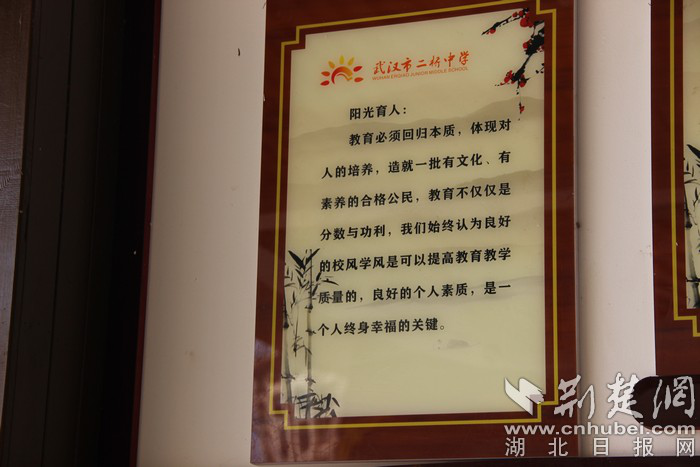 武汉市二桥中学
WUHAN ERQIAO JUNIOR MIDDLE SCHOOL
阳光育人：
教育必须回归本质，体现对
人的培养，造就一批有文化、有
素养的合格公民，教育不仅仅是
分数与功利，我们始终认为良好
的校风学风是可以提高教育教学
质量的，良好的个人素质，是一
个人终身幸福的关键。
荆楚网
www.cnhubei.com
湖北日报网